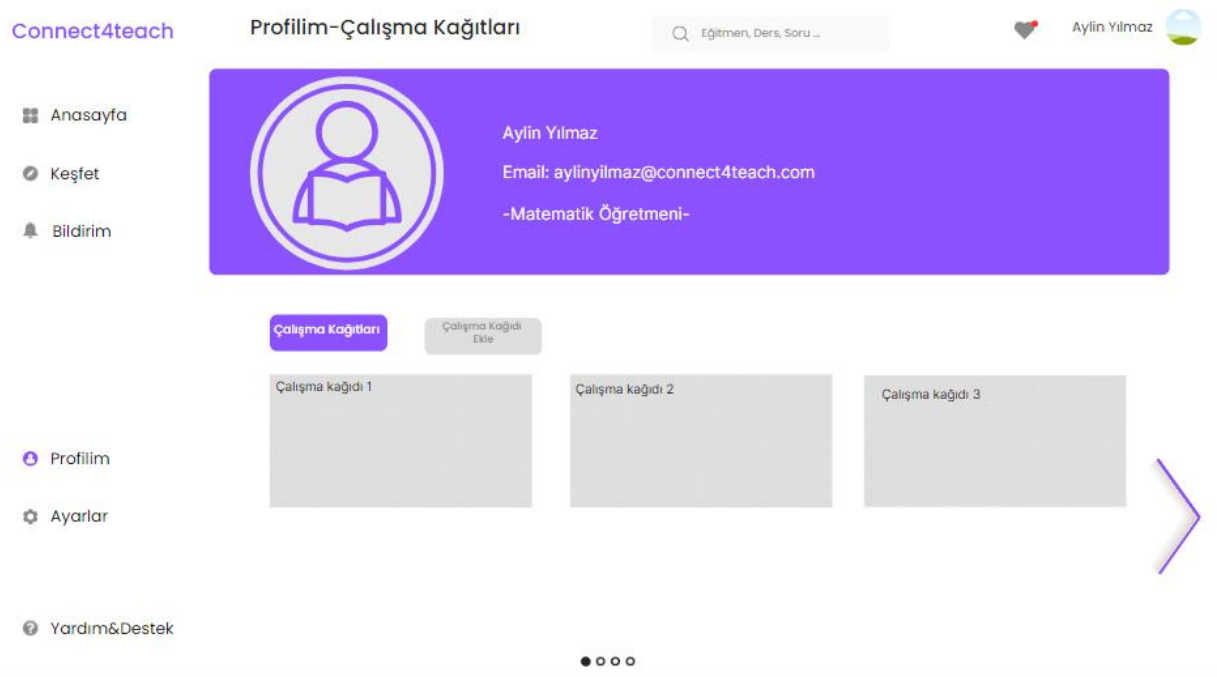 Connect4teach
Profilim-Çalışma Kağıtları
Eğitmen, Ders, Soru ...
Aylin Yılmaz
Anasayfa
Keşfet
Bildirim
Profilim
Ayarlar
Yardım&Destek
Aylin Yılmaz
Email: aylinyilmaz@connect4teach.com
-Matematik Öğretmeni-
Çalışma Kağıtları
Çalışma Kağıdı
Ekle
Çalışma kağıdı 1
Çalışma kağıdı 2
Çalışma kağıdı 3